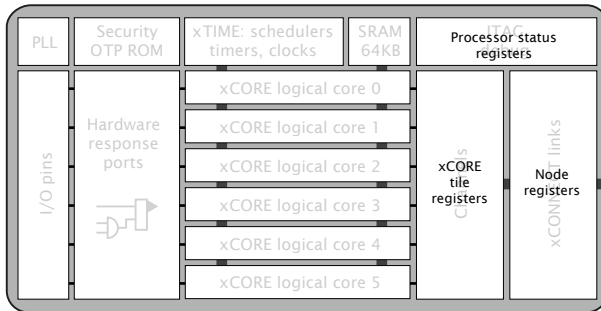 PLL
Security
OTP ROM
xTIME: schedulers
timers, clocks
SRAM
64KB
Processor status
registers
I/O pins
Hardware
response
ports
xCORE logical core 0
xCORE logical core 1
xCORE logical core 2
xCORE logical core 3
xCORE logical core 4
xCORE logical core 5
xCORE
tile
registers
Channels
Node
registers
xCONNECT links
JTAG
debug